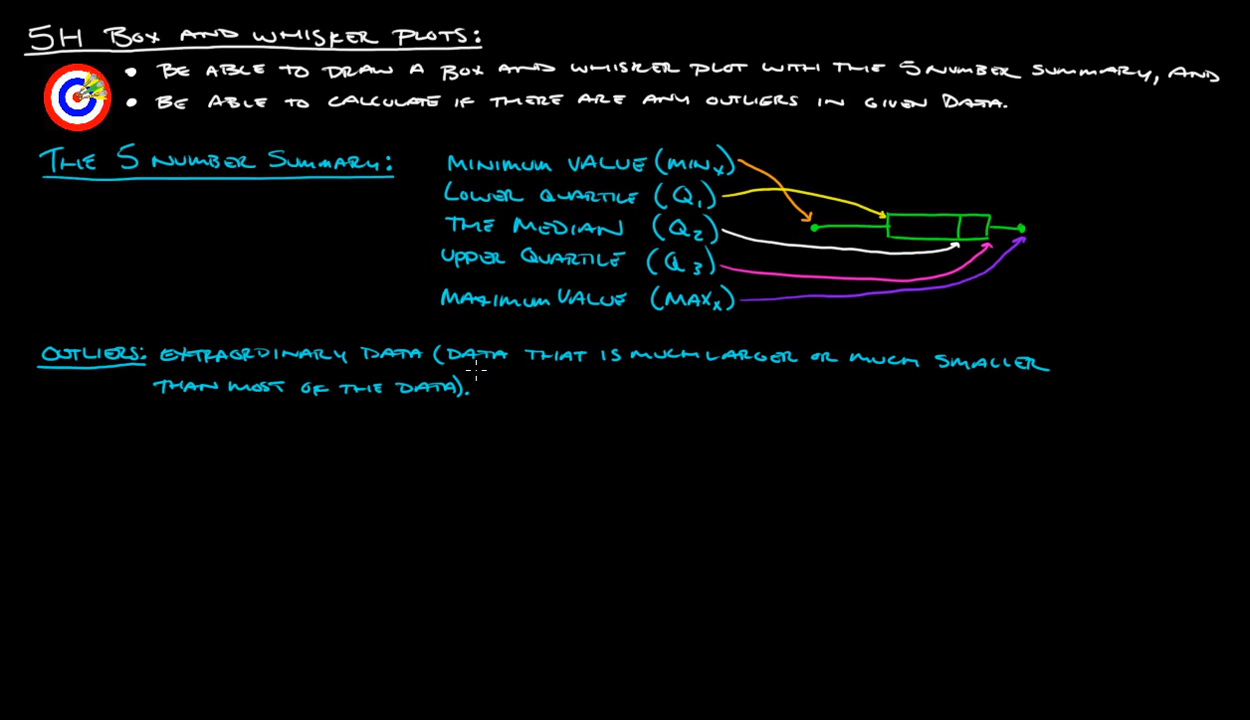 5H BOX AND WHISKER PLOTS:
• BE ABLE TO DRAW A BOX AND WHISKER PLOT WITH THE 5 NUMBER SUMMARY, AND
• BE ABLE TO CALCULATE IF THERE ARE ANY OUTLIERS IN GIVEN DATA.
THE 5 NUMBER SUMMARY:
MINIMUM VALUE (MINₓ)
LOWER QUARTILE (Q₁)
THE MEDIAN (Q₂)
UPPER QUARTILE (Q₃)
MAXIMUM VALUE (MAXₓ)
OUTLIERS: EXTRAORDINARY DATA (DATA THAT IS MUCH LARGER OR MUCH SMALLER
THAN MOST OF THE DATA).